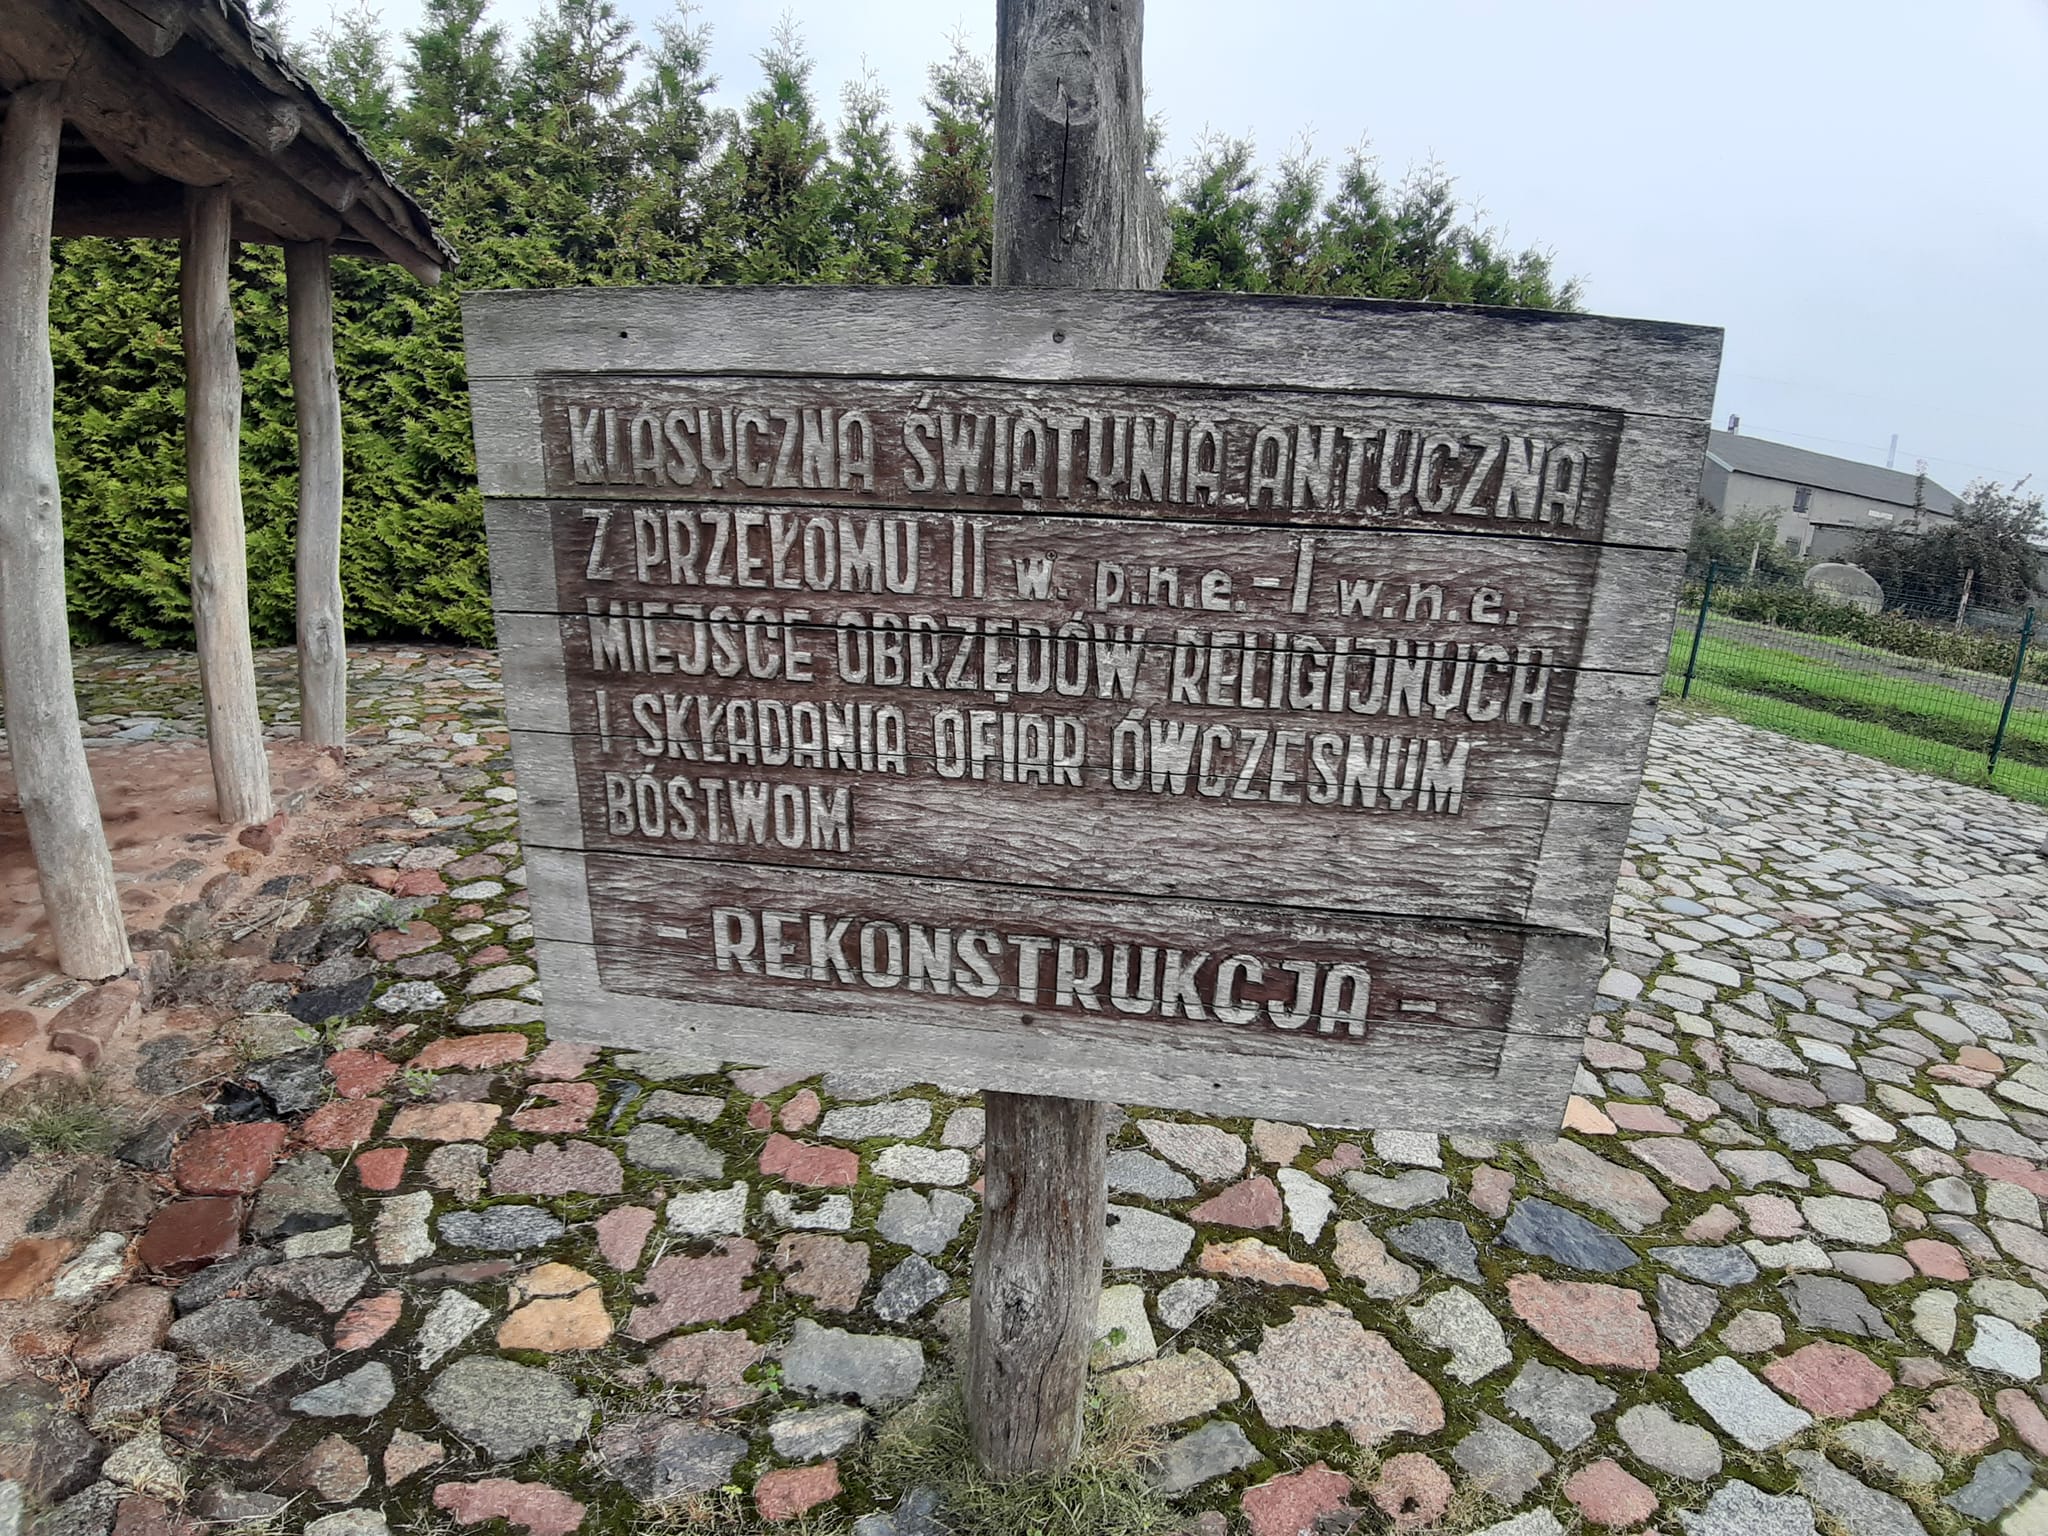 KLASYCZNA ŚWIĄTYNIA ANTYCZNA
Z PRZEŁOMU II w. p.n.e.-I w.n.e.
MIEJSCE OBRZĘDÓW RELIGIJNYCH
I SKŁADANIA OFIAR ÓWCZESNYM
BÓSTWOM
- REKONSTRUKCJA -